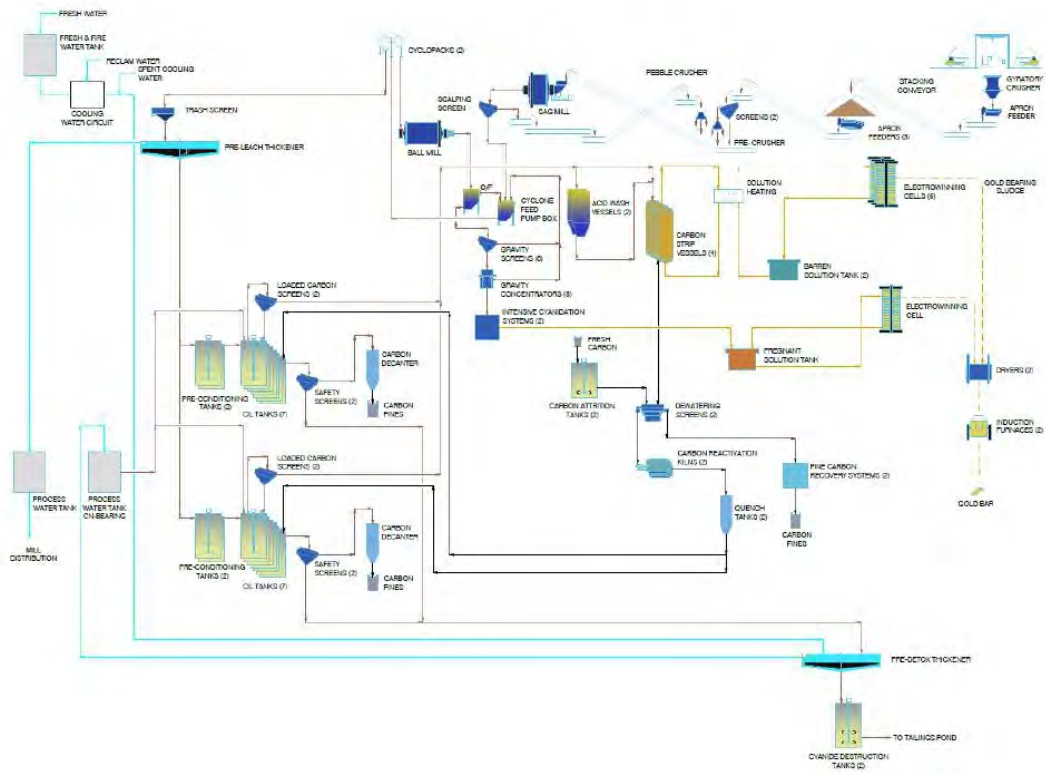 FRESH WATER
FRESH & FIRE
WATER TANK
RECLAIM WATER
SPENT COOLING
WATER
COOLING
WATER CIRCUIT
TRASH SCREEN
PRE-LEACH THICKENER
CYCLOPACKS (2)
SCALPING
SCREEN
SAG MILL
BALL MILL
PEBBLE CRUSHER
SCREENS (2)
PRE-CRUSHER
STACKING
CONVEYOR
APRON
FEEDERS (3)
GYRATORY
CRUSHER
APRON
FEEDER
O/F
CYCLONE
FEED
PUMP BOX
ACID WASH
VESSELS (2)
CARBON
STRIP
VESSELS (4)
SOLUTION
HEATING
ELECTROWINNING
CELLS (6)
GOLD BEARING
SLUDGE
BARREN
SOLUTION TANK (2)
GRAVITY
SCREENS (6)
GRAVITY
CONCENTRATORS (6)
INTENSIVE CYANIDATION
SYSTEMS (2)
ELECTROWINNING
CELL
PREGNANT
SOLUTION TANK
DRYERS (2)
INDUCTION
FURNACES (2)
GOLD BAR
LOADED CARBON
SCREENS (2)
PRE-CONDITIONING
TANKS (2)
CIL TANKS (7)
SAFETY
SCREENS (2)
CARBON
DECANTER
CARBON
FINES
FRESH
CARBON
CARBON ATTRITION
TANKS (2)
DEWATERING
SCREENS (2)
CARBON REACTIVATION
KILNS (2)
FINE CARBON
RECOVERY SYSTEMS (2)
QUENCH
TANKS (2)
CARBON
FINES
PROCESS
WATER TANK
PROCESS
WATER TANK
CN-BEARING
MILL
DISTRIBUTION
LOADED CARBON
SCREENS (2)
PRE-CONDITIONING
TANKS (2)
CIL TANKS (7)
SAFETY
SCREENS (2)
CARBON
DECANTER
CARBON
FINES
PRE-DETOX THICKENER
TO TAILINGS POND
CYANIDE DESTRUCTION
TANKS (2)